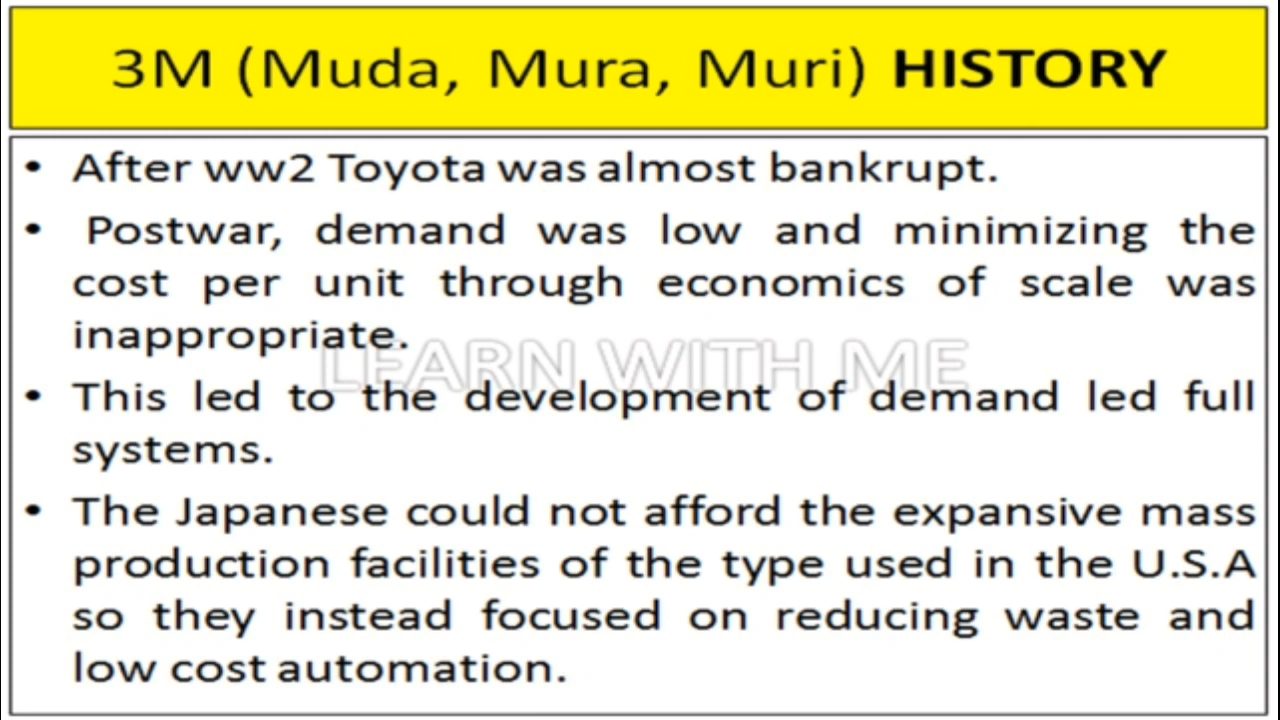 3M (Muda, Mura, Muri) HISTORY
• After ww2 Toyota was almost bankrupt.
• Postwar, demand was low and minimizing the
cost per unit through economics of scale was
inappropriate.
LEARN WITH ME
• This led to the development of demand led full
systems.
• The Japanese could not afford the expansive mass
production facilities of the type used in the U.S.A
so they instead focused on reducing waste and
low cost automation.